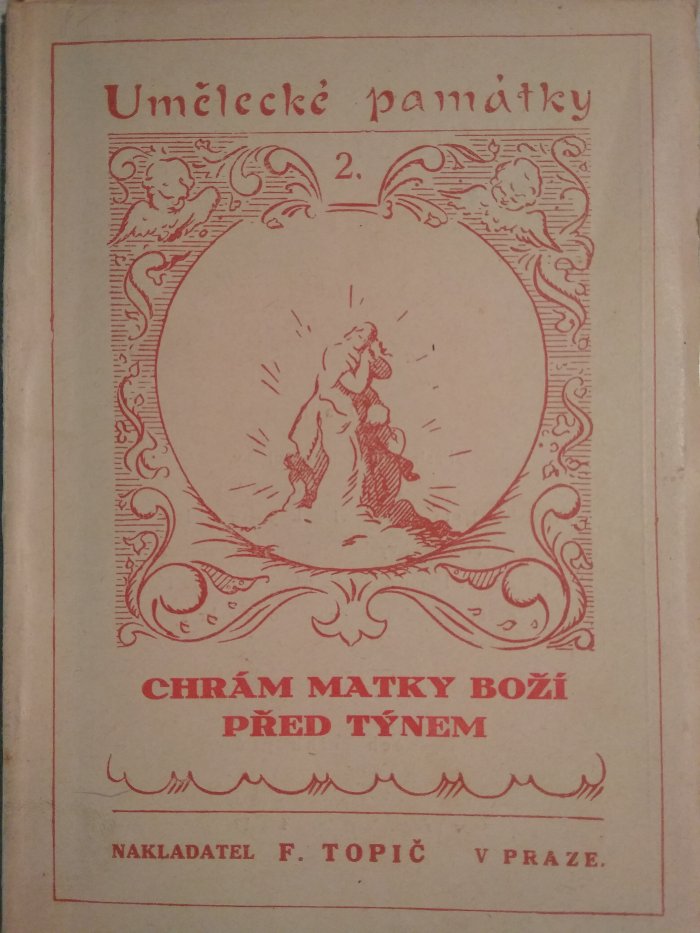 Umělecké památky
2.
CHRÁM MATKY BOŽÍ
PŘED TÝNEM
NAKLADATEL F. TOPIČ V PRAZE.